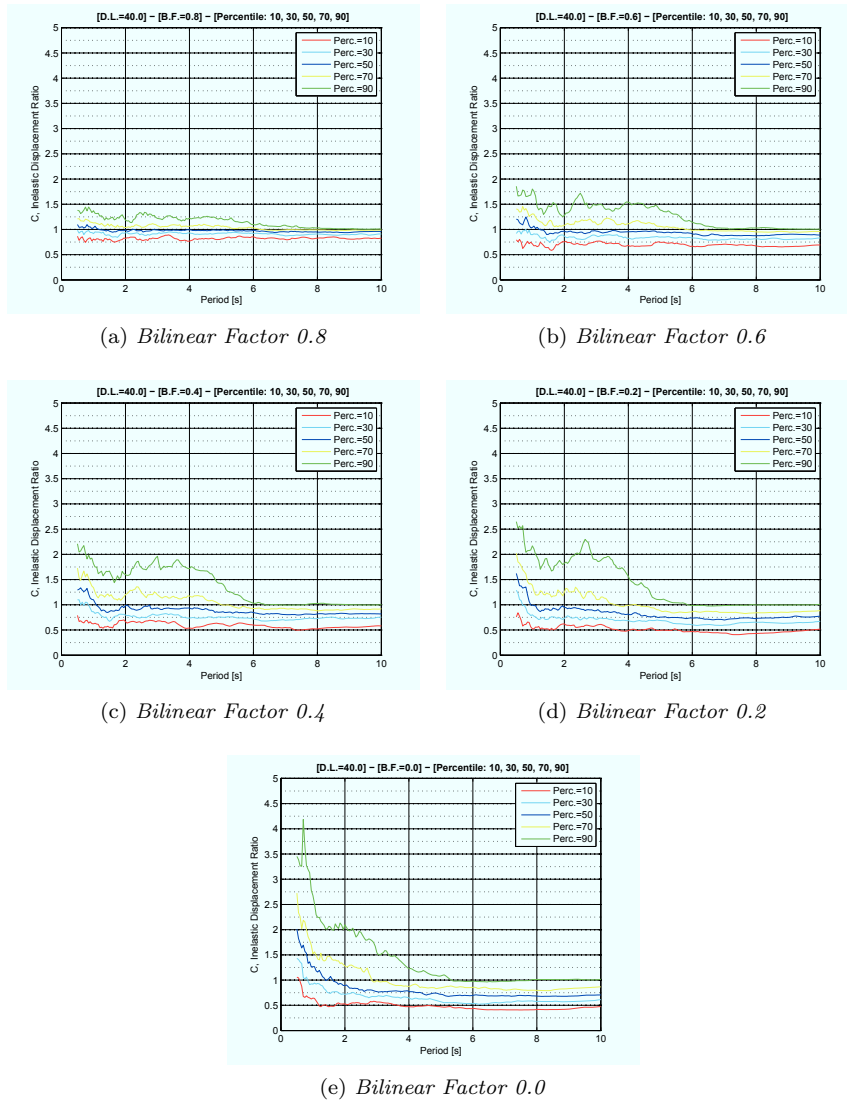 [D.L.=40.0] − [B.F.=0.8] − [Percentile: 10, 30, 50, 70, 90]
C, Inelastic Displacement Ratio
5
4.5
4
3.5
3
2.5
2
1.5
1
0.5
0
Perc.=10
Perc.=30
Perc.=50
Perc.=70
Perc.=90
0 2 4 6 8 10
Period [s]
(a) Bilinear Factor 0.8
[D.L.=40.0] − [B.F.=0.6] − [Percentile: 10, 30, 50, 70, 90]
C, Inelastic Displacement Ratio
5
4.5
4
3.5
3
2.5
2
1.5
1
0.5
0
Perc.=10
Perc.=30
Perc.=50
Perc.=70
Perc.=90
0 2 4 6 8 10
Period [s]
(b) Bilinear Factor 0.6
[D.L.=40.0] − [B.F.=0.4] − [Percentile: 10, 30, 50, 70, 90]
C, Inelastic Displacement Ratio
5
4.5
4
3.5
3
2.5
2
1.5
1
0.5
0
Perc.=10
Perc.=30
Perc.=50
Perc.=70
Perc.=90
0 2 4 6 8 10
Period [s]
(c) Bilinear Factor 0.4
[D.L.=40.0] − [B.F.=0.2] − [Percentile: 10, 30, 50, 70, 90]
C, Inelastic Displacement Ratio
5
4.5
4
3.5
3
2.5
2
1.5
1
0.5
0
Perc.=10
Perc.=30
Perc.=50
Perc.=70
Perc.=90
0 2 4 6 8 10
Period [s]
(d) Bilinear Factor 0.2
[D.L.=40.0] − [B.F.=0.0] − [Percentile: 10, 30, 50, 70, 90]
C, Inelastic Displacement Ratio
5
4.5
4
3.5
3
2.5
2
1.5
1
0.5
0
Perc.=10
Perc.=30
Perc.=50
Perc.=70
Perc.=90
0 2 4 6 8 10
Period [s]
(e) Bilinear Factor 0.0